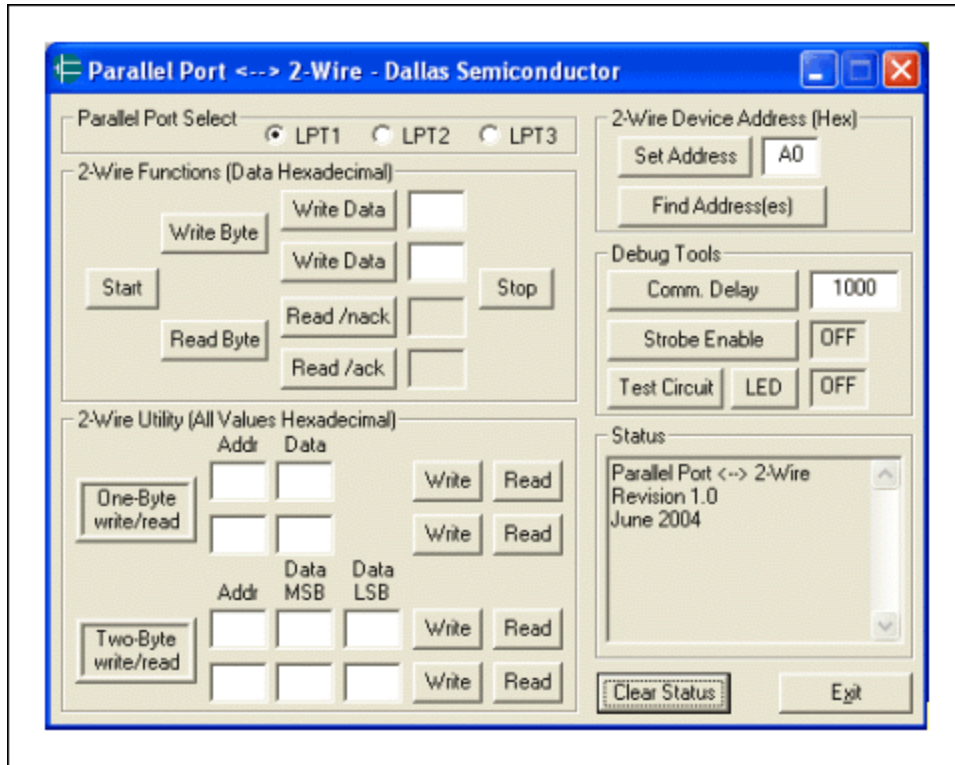 Parallel Port <--> 2-Wire - Dallas Semiconductor
Parallel Port Select
LPT1 LPT2 LPT3
2-Wire Functions (Data Hexadecimal)
Write Byte
Write Data
Write Data
Start
Stop
Read Byte
Read /nack
Read /ack
2-Wire Utility (All Values Hexadecimal)
Addr Data
One-Byte
write/read
Write Read
Write Read
Addr
Data
MSB
Data
LSB
Two-Byte
write/read
Write Read
Write Read
2-Wire Device Address (Hex)
Set Address A0
Find Address(es)
Debug Tools
Comm. Delay 1000
Strobe Enable OFF
Test Circuit LED OFF
Status
Parallel Port <--> 2-Wire
Revision 1.0
June 2004
Clear Status Exit